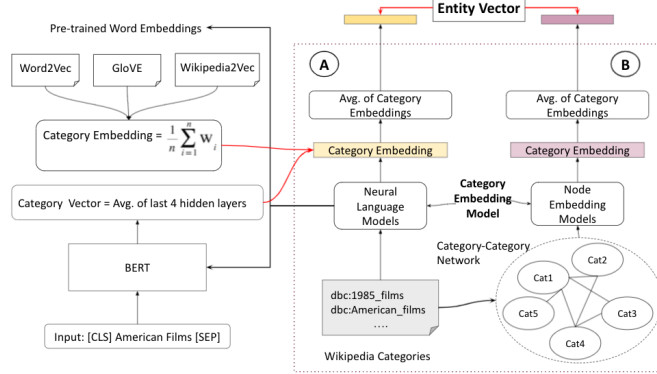 Entity Vector
Pre-trained Word Embeddings
A
B
Word2Vec
GloVE
Wikipedia2Vec
Avg. of Category
Embeddings
Avg. of Category
Embeddings
Category Embedding = 1/n ∑ i=1 n W i
Category Embedding
Category Embedding
Category Vector = Avg. of last 4 hidden layers
Neural
Language
Models
Category
Embedding
Model
Node
Embedding
Models
Category-Category
Network
BERT
Cat1
Cat2
Cat3
Cat4
Cat5
dbc:1985_films
dbc:American_films
....
Input: [CLS] American Films [SEP]
Wikipedia Categories